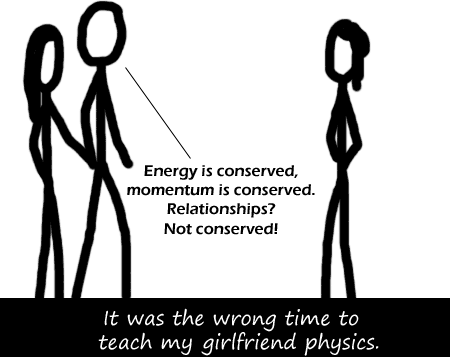 Energy is conserved,
momentum is conserved.
Relationships?
Not conserved!
It was the wrong time to
teach my girlfriend physics.